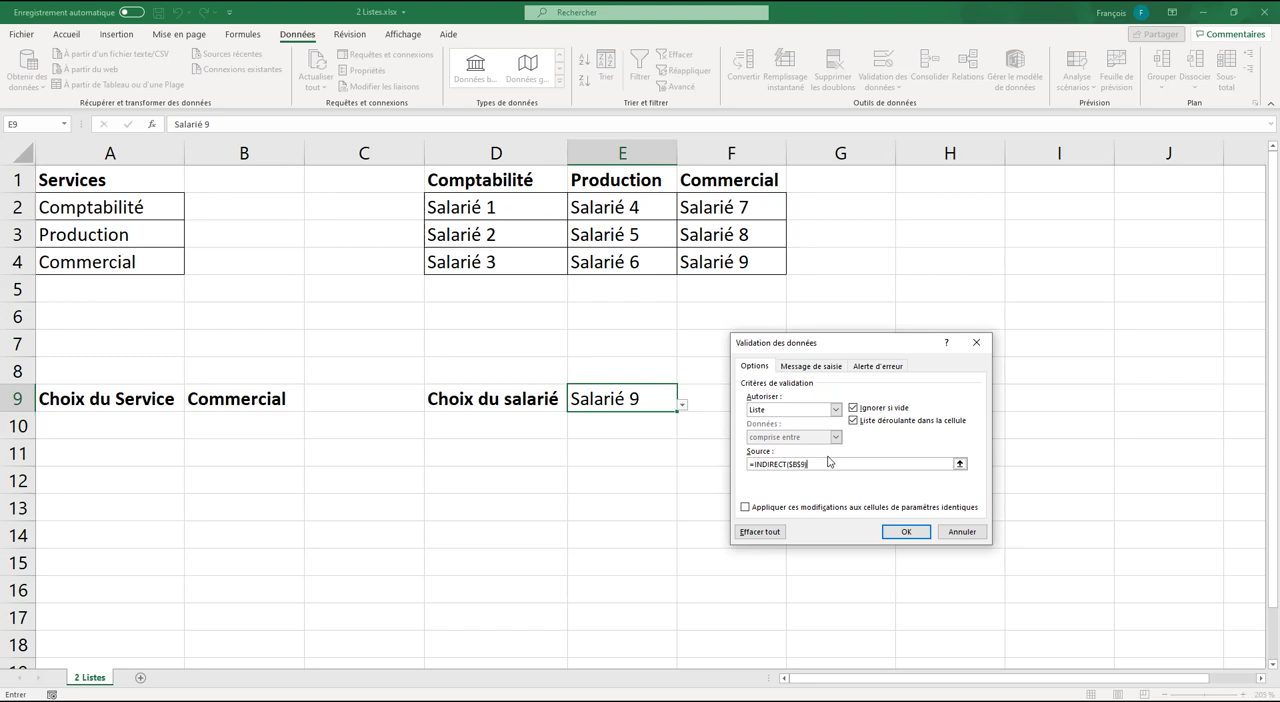 Enregistrement automatique
2 Listes.xlsx
Rechercher
François F
Fichier Accueil Insertion Mise en page Formules Données Révision Affichage Aide
Partager Commentaires
Obtenir des données
À partir d'un fichier texte/CSV
À partir du web
À partir de Tableau ou d'une Plage
Sources récentes
Connexions existantes
Récupérer et transformer des données
Actualiser tout
Requêtes et connexions
Propriétés
Modifier les liaisons
Requêtes et connexions
Données b...
Données g...
Types de données
Trier
Filtrer
Effacer
Réappliquer
Avancé
Trier et filtrer
Convertir
Remplissage instantané
Supprimer les doublons
Validation des données
Consolider
Relations
Gérer le modèle de données
Outils de données
Analyse scénarios
Feuille de prévision
Prévision
Grouper
Dissocier
Sous-total
Plan
E9
fx
Salarié 9
A B C D E F G H I J
1 Services Comptabilité Production Commercial
2 Comptabilité Salarié 1 Salarié 4 Salarié 7
3 Production Salarié 2 Salarié 5 Salarié 8
4 Commercial Salarié 3 Salarié 6 Salarié 9
5
6
7
8
9 Choix du Service Commercial Choix du salarié Salarié 9
10
11
12
13
14
15
16
17
18
Validation des données
?
Options Message de saisie Alerte d'erreur
Critères de validation
Autoriser :
Liste
Ignorer si vide
Données :
Liste déroulante dans la cellule
comprise entre
Source :
=INDIRECT($B$9)
Appliquer ces modifications aux cellules de paramètres identiques
Effacer tout OK Annuler
2 Listes
Entrer
205 %